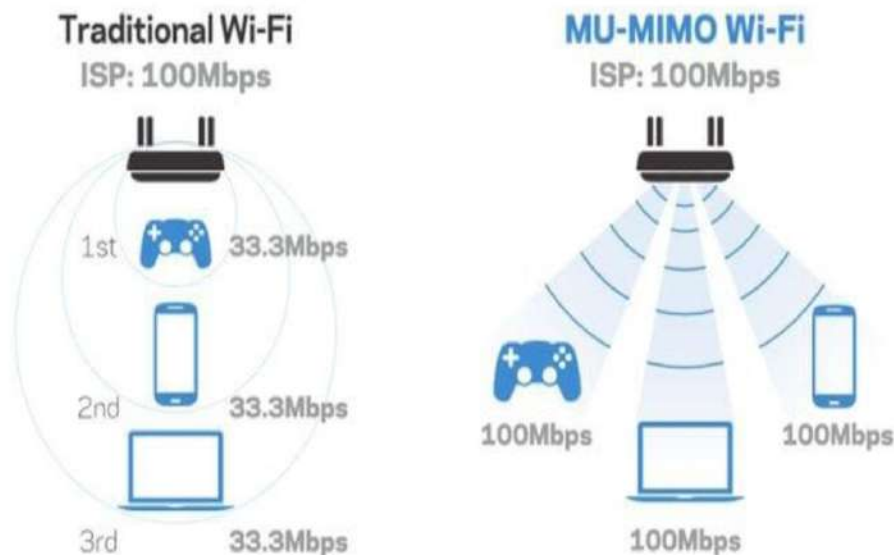 Traditional Wi-Fi
ISP: 100Mbps
1st 33.3Mbps
2nd 33.3Mbps
3rd 33.3Mbps
MU-MIMO Wi-Fi
ISP: 100Mbps
100Mbps
100Mbps
100Mbps